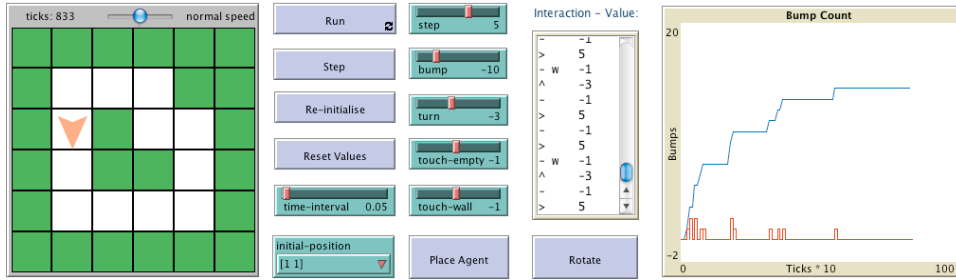 ticks: 833
normal speed
Run
Step
Re-initialise
Reset Values
time-interval 0.05
initial-position
[1 1]
step 5
bump -10
turn -3
touch-empty -1
touch-wall -1
Place Agent
Interaction - Value:
- -1
> 5
- w -1
^ -3
- -1
> 5
- -1
> 5
- w -1
^ -3
- -1
> 5
Rotate
Bump Count
20
Bumps
-2
0
Ticks * 10
100